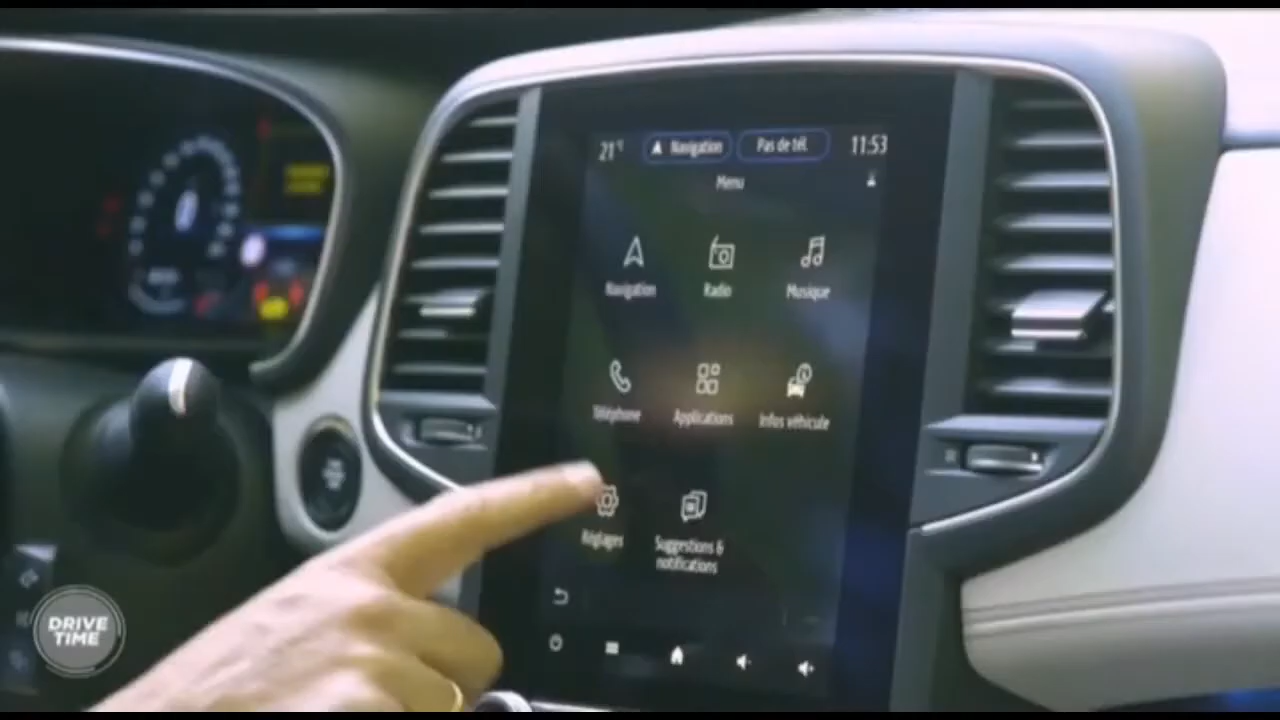 21°
Navigation
Pas de tél.
11:53
Menu
Navigation
Radio
Musique
Téléphone
Applications
Infos véhicule
Réglages
Suggestions &
notifications
DRIVE
TIME